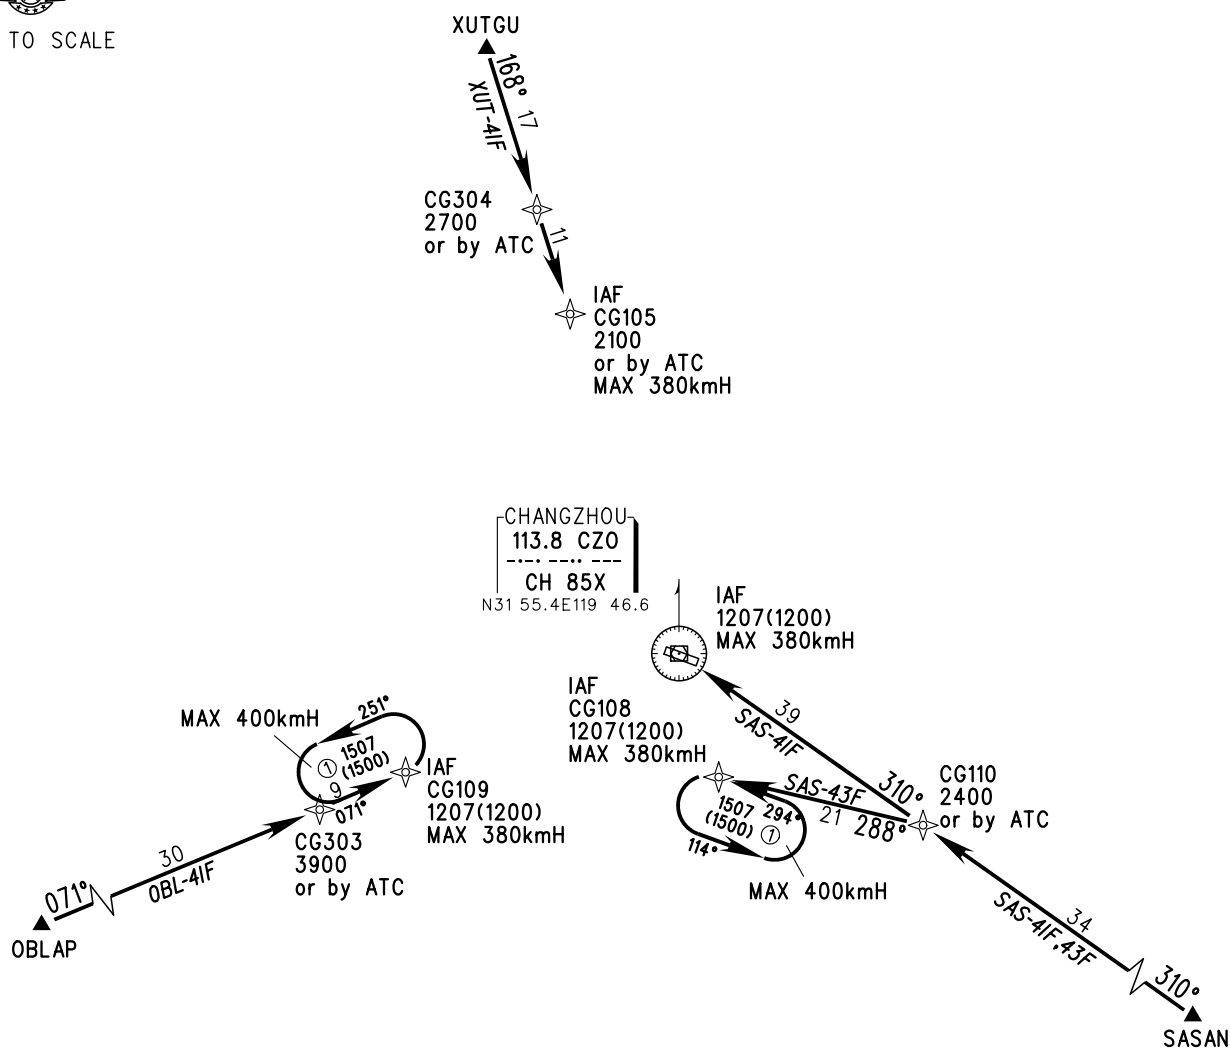 TO SCALE
XUTGU
168°
17
XUT-41F
CG304
2700
or by ATC
11
IAF
CG105
2100
or by ATC
MAX 380kmH
CHANGZHOU
113.8 CZO
CH 85X
N31 55.4E119 46.6
IAF
1207(1200)
MAX 380kmH
39
SAS-41F
310°
IAF
CG108
1207(1200)
MAX 380kmH
SAS-43F
21
288°
CG110
2400
or by ATC
1507
(1500)
294°
1
114°
MAX 400kmH
34
SAS-41F,43F
310°
SASAN
MAX 400kmH
251°
1
1507
(1500)
9
071°
IAF
CG109
1207(1200)
MAX 380kmH
CG303
3900
or by ATC
30
OBL-41F
071°
OBLAP